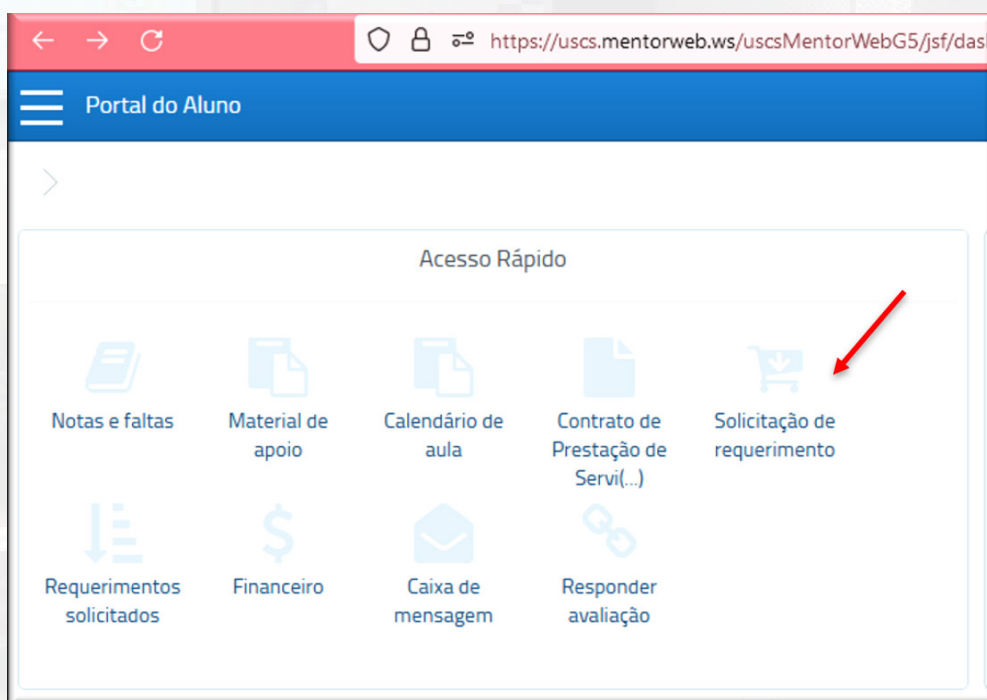 https://uscs.mentorweb.ws/uscsMentorWebG5/jsf/das
Portal do Aluno
Acesso Rápido
Notas e faltas
Material de
apoio
Calendário de
aula
Contrato de
Prestação de
Servi(...)
Solicitação de
requerimento
Requerimentos
solicitados
Financeiro
Caixa de
mensagem
Responder
avaliação